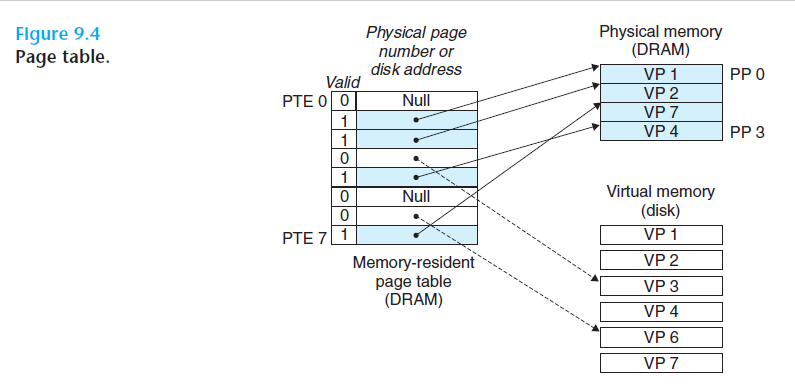 Figure 9.4
Page table.
Physical page
number or
disk address
Valid
PTE 0 0 Null
1
1
0
1
0 Null
0
PTE 7 1
Memory-resident
page table
(DRAM)
Physical memory
(DRAM)
VP 1 PP 0
VP 2
VP 7
VP 4 PP 3
Virtual memory
(disk)
VP 1
VP 2
VP 3
VP 4
VP 6
VP 7